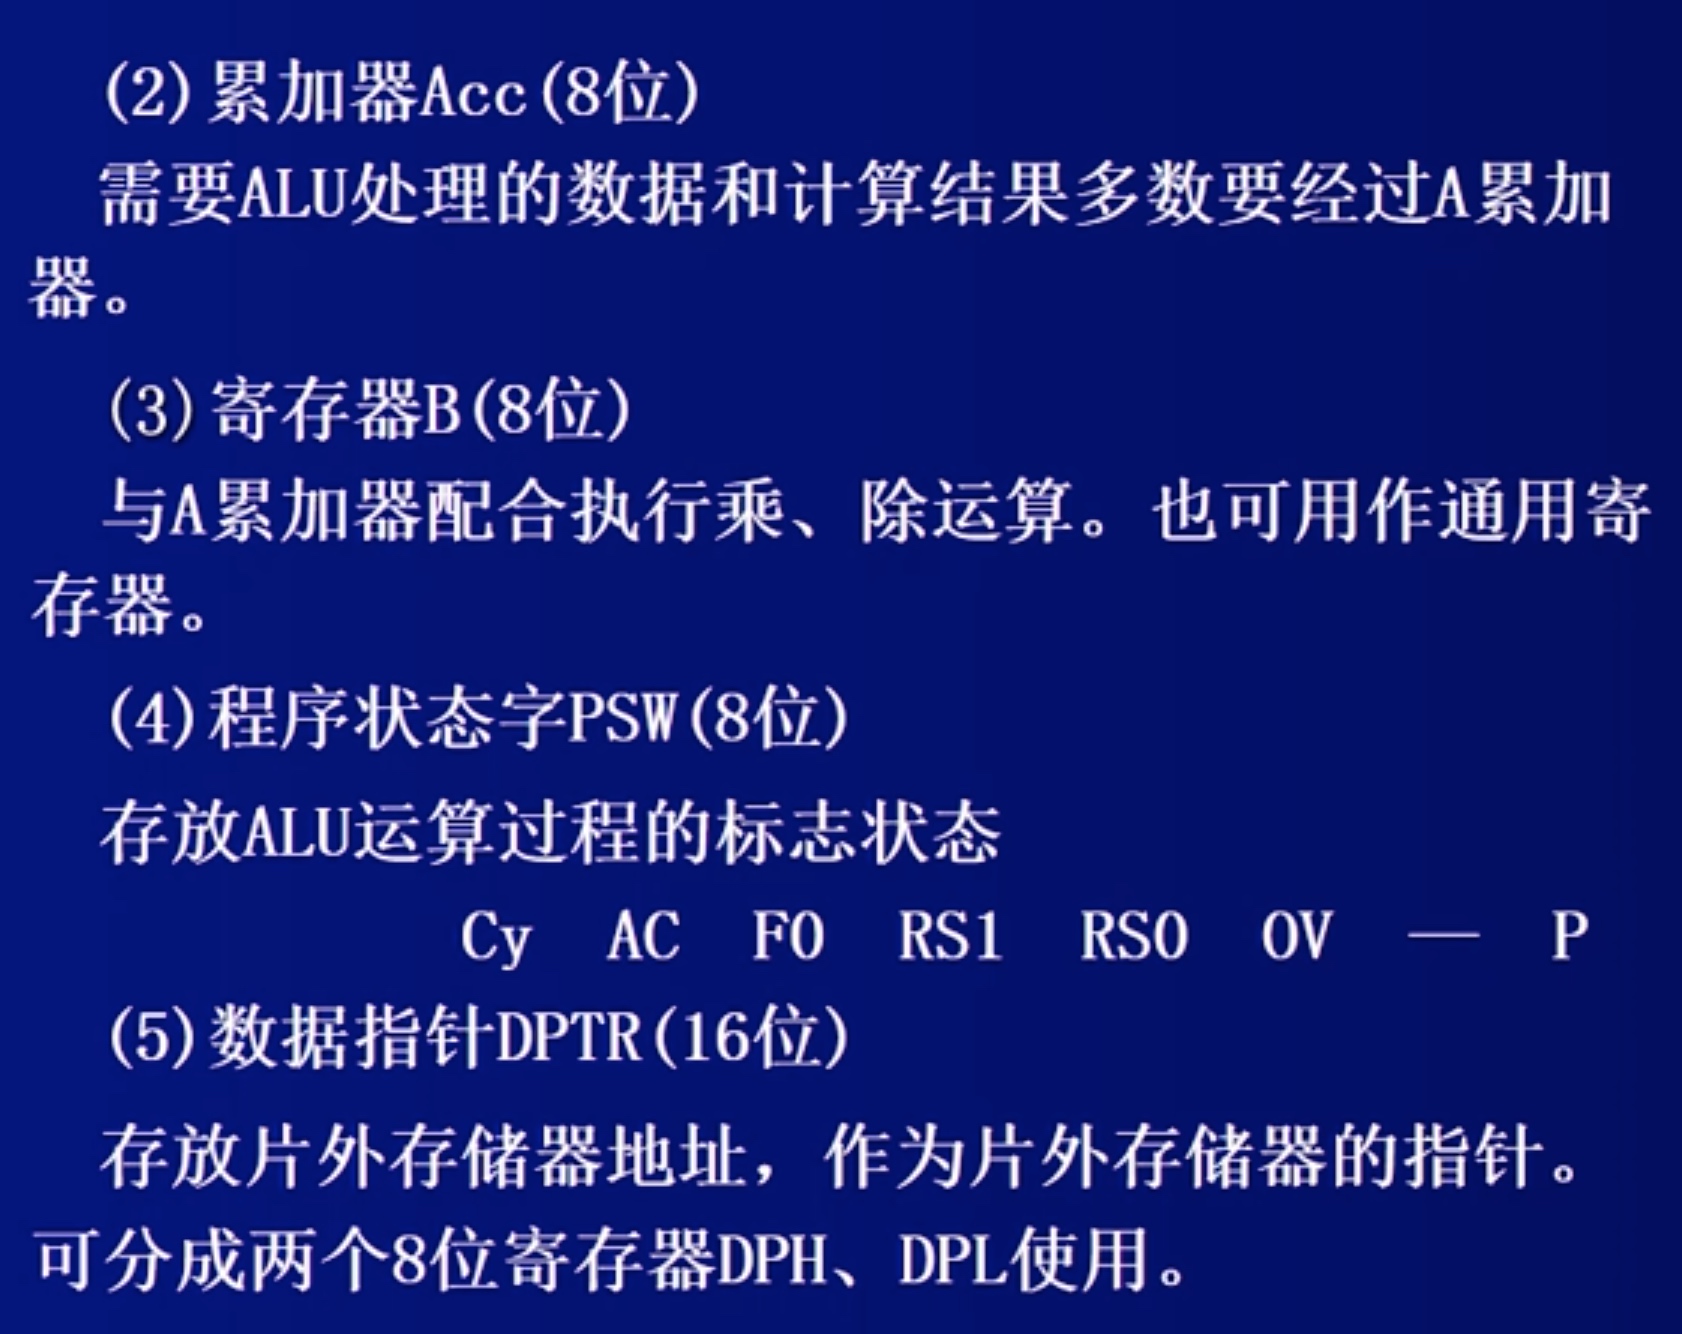 (2)累加器Acc(8位)
需要ALU处理的数据和计算结果多数要经过A累加
器。
(3)寄存器B(8位)
与A累加器配合执行乘、除运算。也可用作通用寄
存器。
(4)程序状态字PSW(8位)
存放ALU运算过程的标志状态
Cy AC F0 RS1 RS0 OV — P
(5)数据指针DPTR(16位)
存放片外存储器地址，作为片外存储器的指针。
可分成两个8位寄存器DPH、DPL使用。